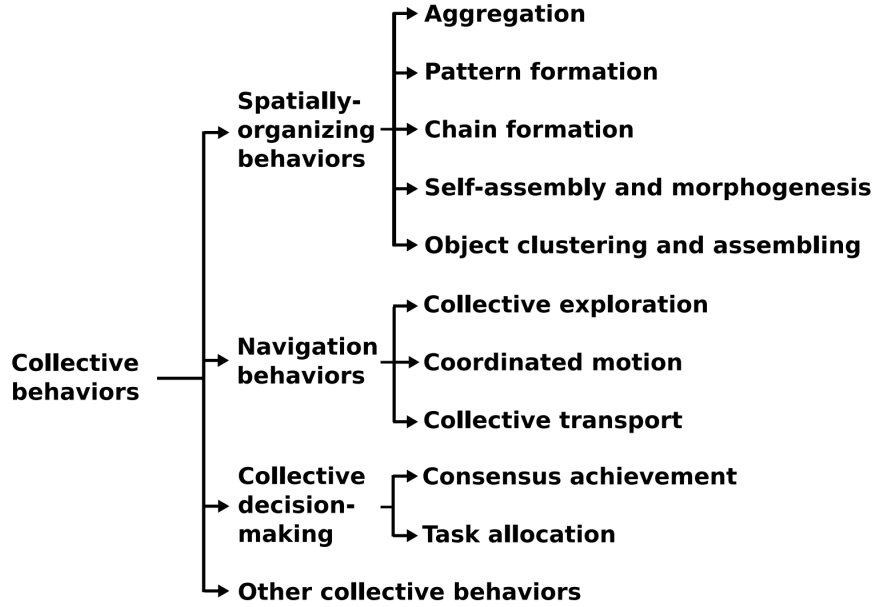 Collective
behaviors
Spatially-
organizing
behaviors
Aggregation
Pattern formation
Chain formation
Self-assembly and morphogenesis
Object clustering and assembling
Navigation
behaviors
Collective exploration
Coordinated motion
Collective transport
Collective
decision-
making
Consensus achievement
Task allocation
Other collective behaviors